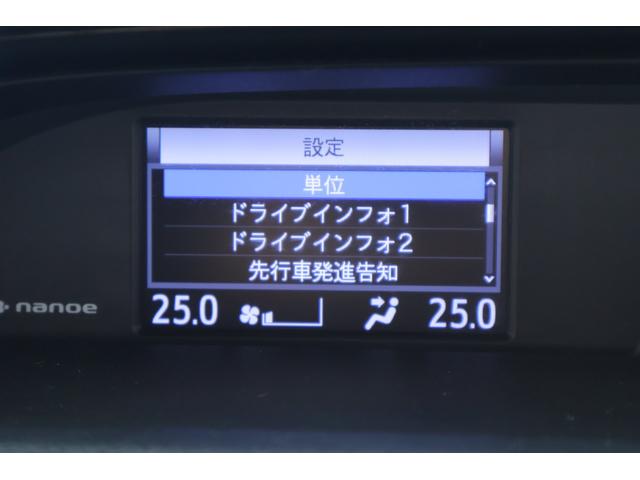 設定
単位
ドライブインフォ1
ドライブインフォ2
先行車発進告知
25.0 25.0
nanoe